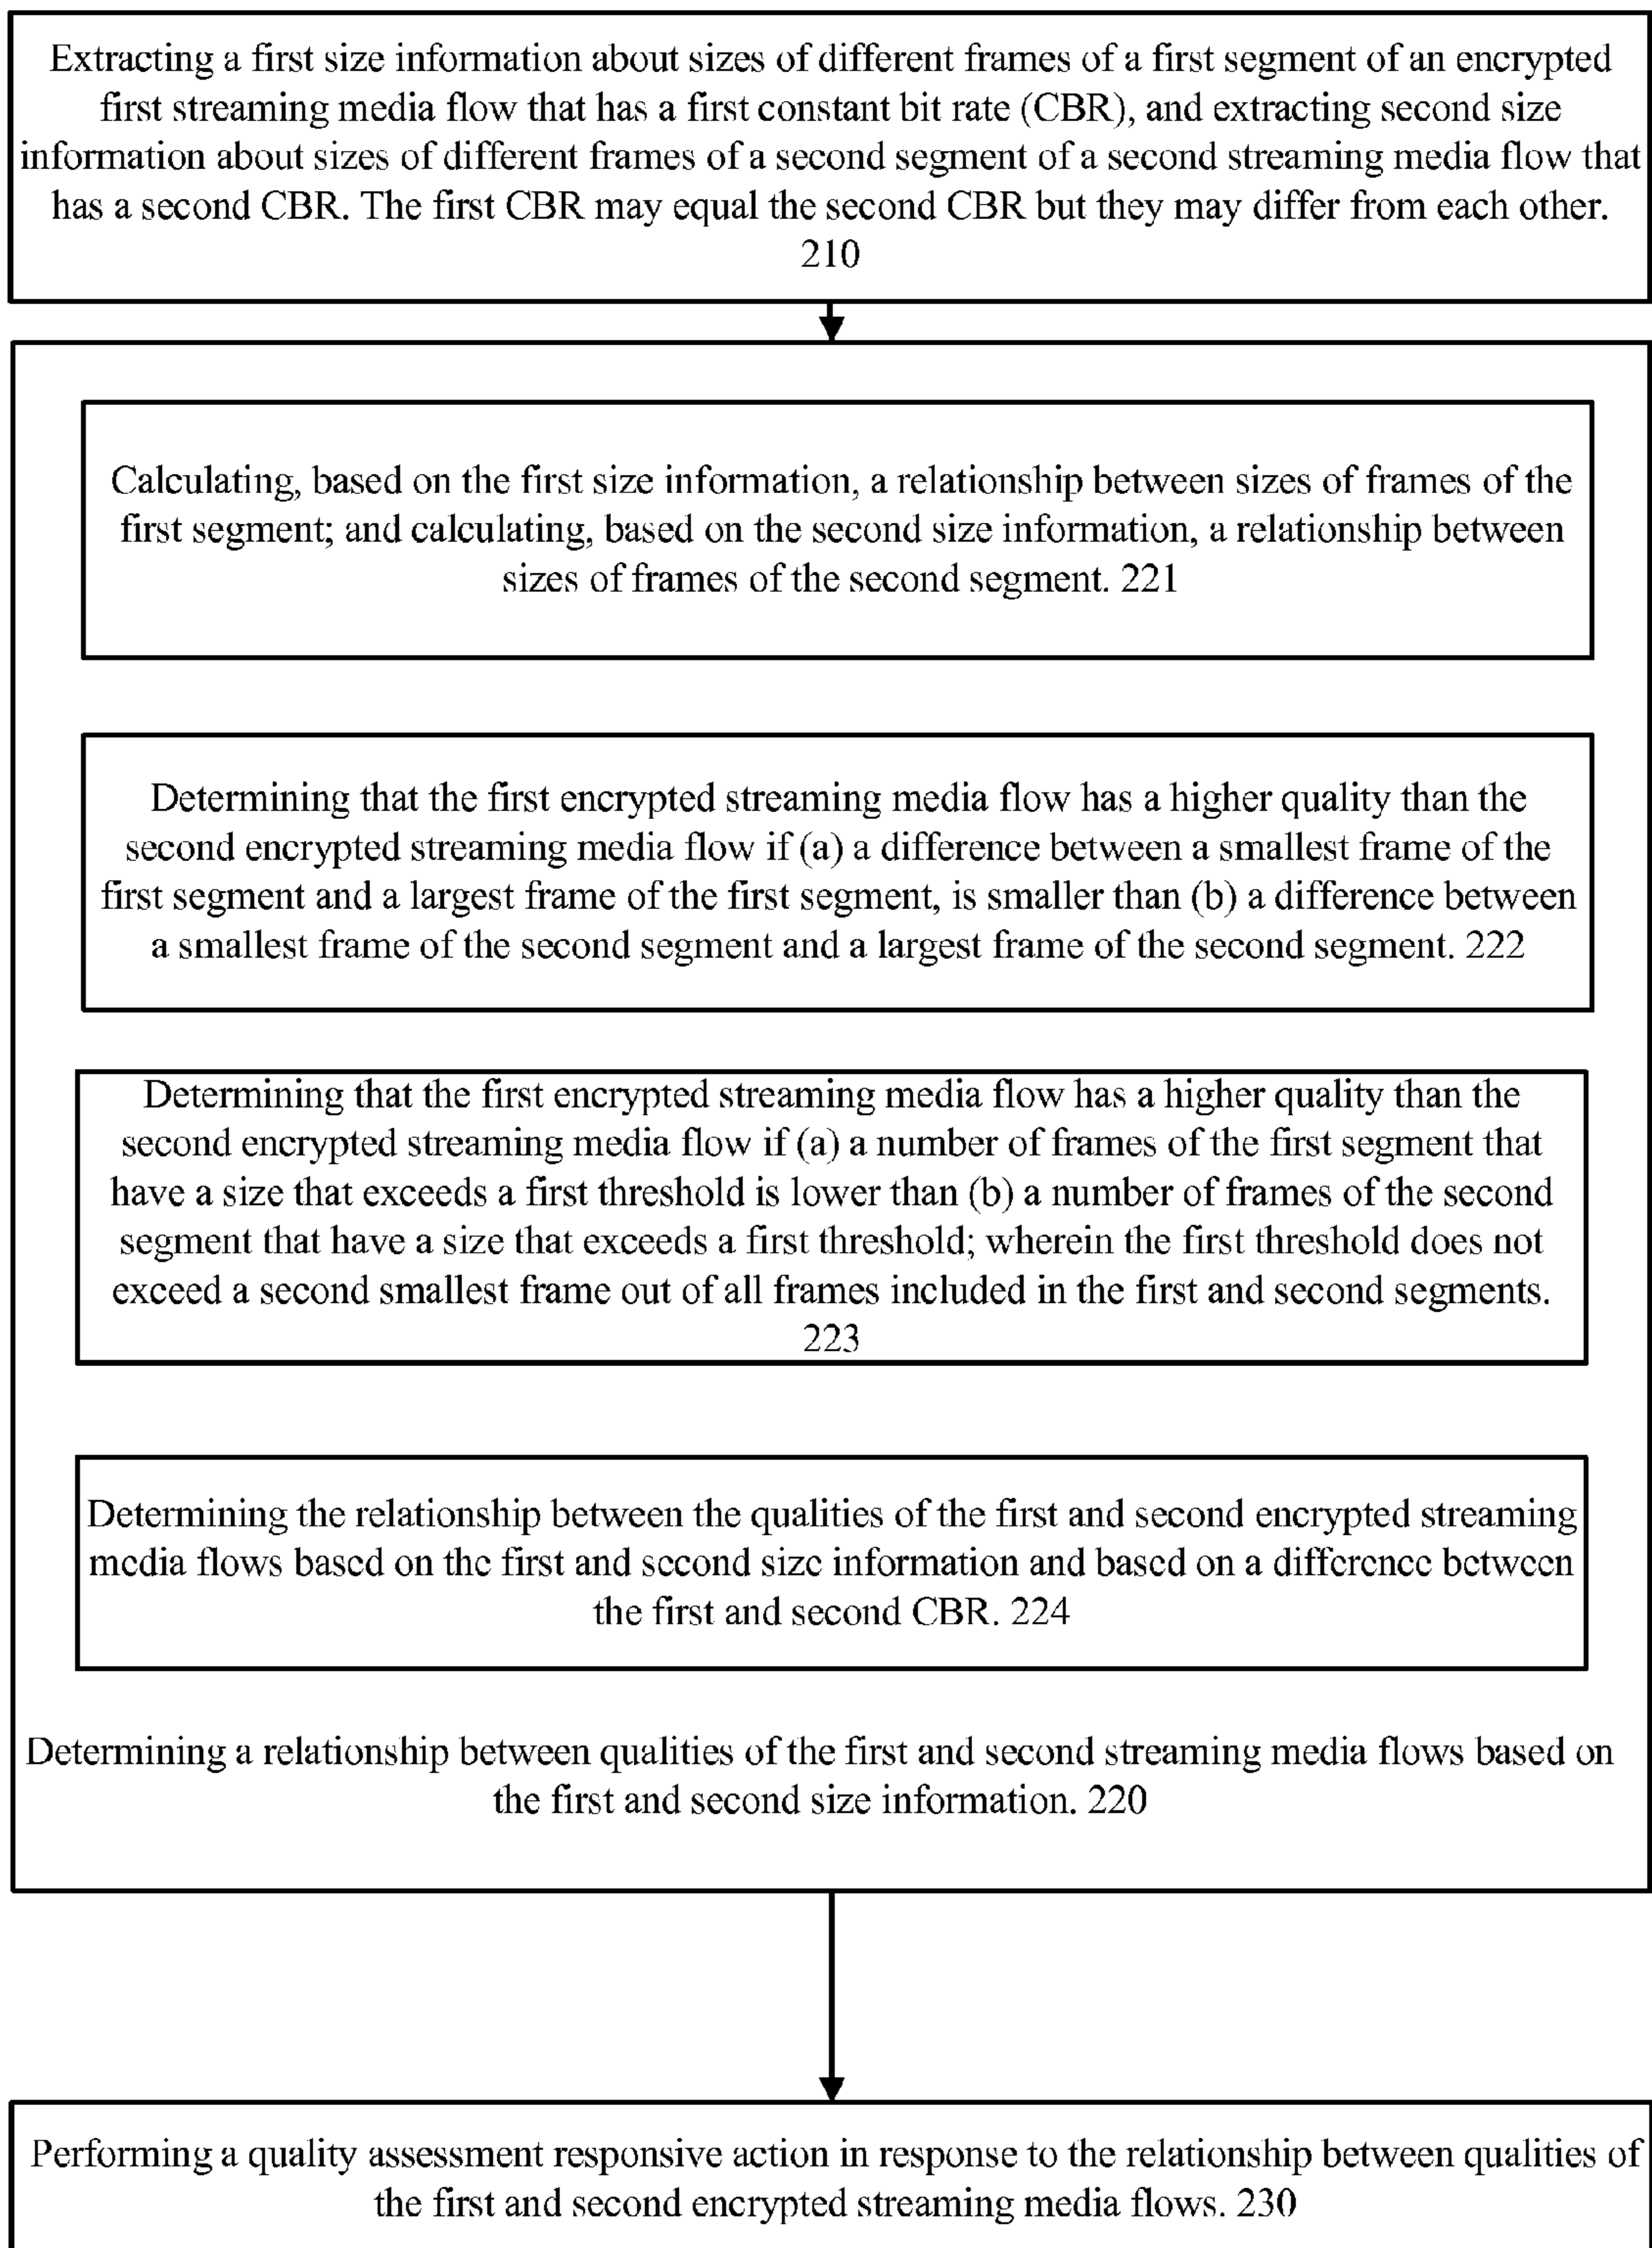 Extracting a first size information about sizes of different frames of a first segment of an encrypted
first streaming media flow that has a first constant bit rate (CBR), and extracting second size
information about sizes of different frames of a second segment of a second streaming media flow that
has a second CBR. The first CBR may equal the second CBR but they may differ from each other.
210
Calculating, based on the first size information, a relationship between sizes of frames of the
first segment; and calculating, based on the second size information, a relationship between
sizes of frames of the second segment. 221
Determining that the first encrypted streaming media flow has a higher quality than the
second encrypted streaming media flow if (a) a difference between a smallest frame of the
first segment and a largest frame of the first segment, is smaller than (b) a difference between
a smallest frame of the second segment and a largest frame of the second segment. 222
Determining that the first encrypted streaming media flow has a higher quality than the
second encrypted streaming media flow if (a) a number of frames of the first segment that
have a size that exceeds a first threshold is lower than (b) a number of frames of the second
segment that have a size that exceeds a first threshold; wherein the first threshold does not
exceed a second smallest frame out of all frames included in the first and second segments.
223
Determining the relationship between the qualities of the first and second encrypted streaming
media flows based on the first and second size information and based on a difference between
the first and second CBR. 224
Determining a relationship between qualities of the first and second streaming media flows based on
the first and second size information. 220
Performing a quality assessment responsive action in response to the relationship between qualities of
the first and second encrypted streaming media flows. 230